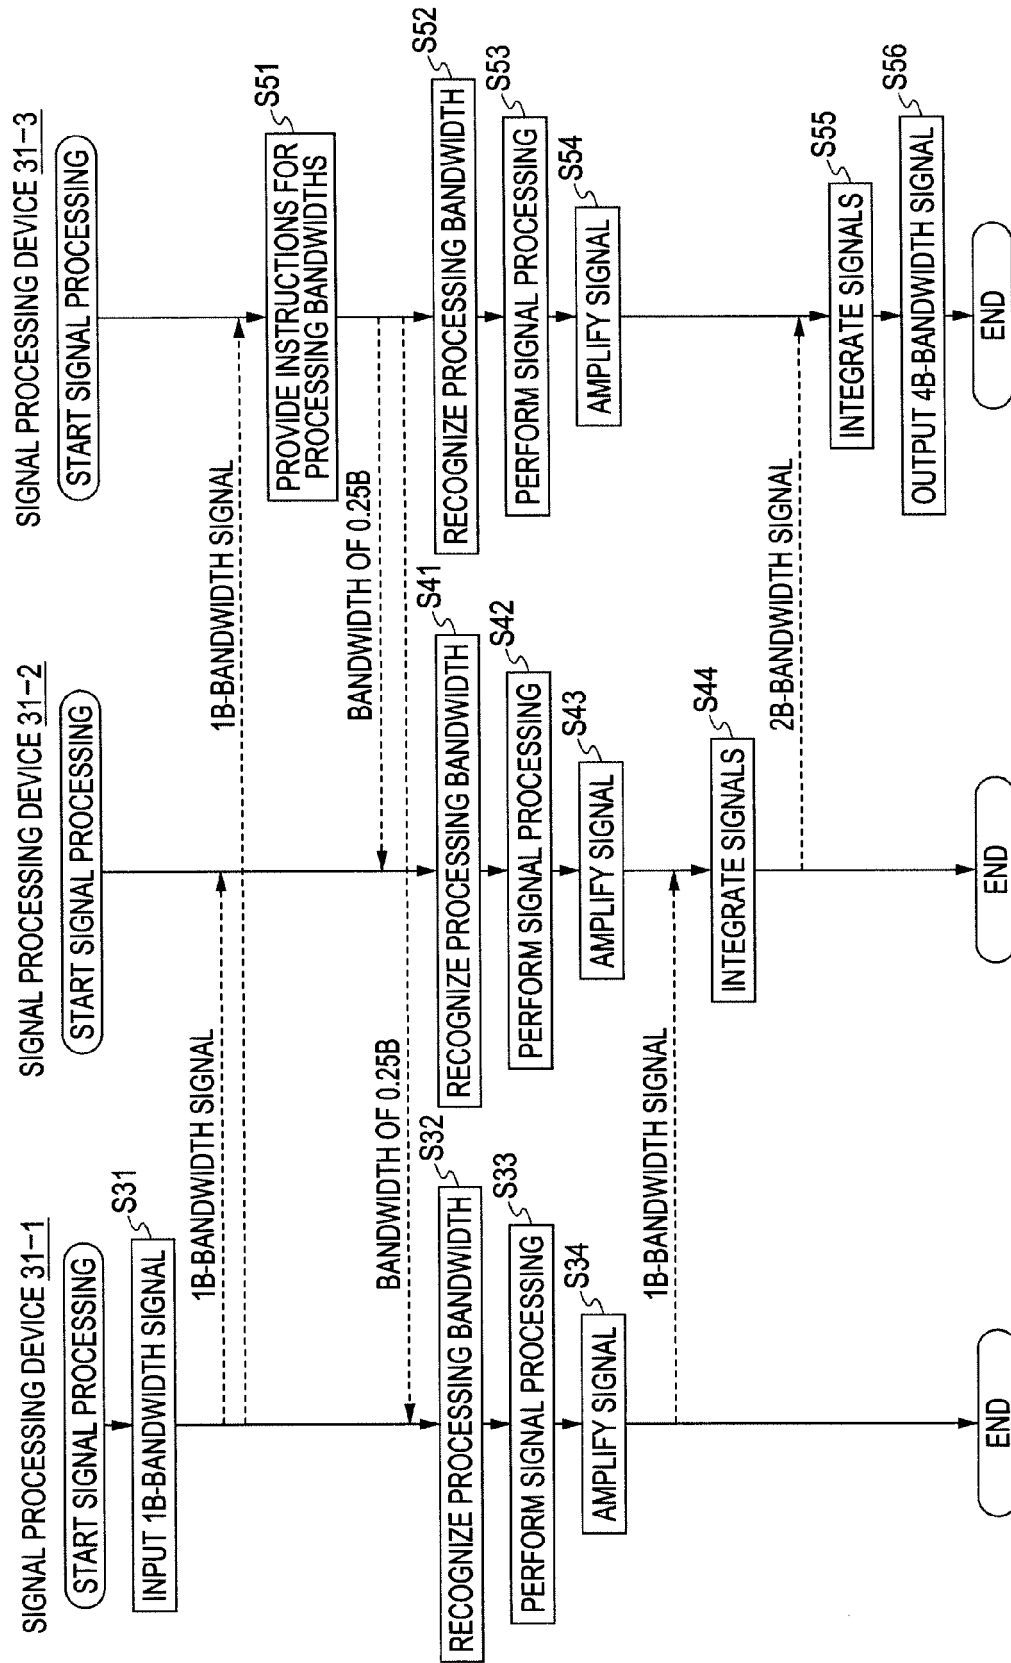 SIGNAL PROCESSING DEVICE 31-1
START SIGNAL PROCESSING
INPUT 1B-BANDWIDTH SIGNAL
S31
1B-BANDWIDTH SIGNAL
BANDWIDTH OF 0.25B
RECOGNIZE PROCESSING BANDWIDTH
S32
PERFORM SIGNAL PROCESSING
S33
AMPLIFY SIGNAL
S34
1B-BANDWIDTH SIGNAL
END
SIGNAL PROCESSING DEVICE 31-2
START SIGNAL PROCESSING
1B-BANDWIDTH SIGNAL
BANDWIDTH OF 0.25B
RECOGNIZE PROCESSING BANDWIDTH
S41
PERFORM SIGNAL PROCESSING
S42
AMPLIFY SIGNAL
S43
INTEGRATE SIGNALS
S44
2B-BANDWIDTH SIGNAL
END
SIGNAL PROCESSING DEVICE 31-3
START SIGNAL PROCESSING
PROVIDE INSTRUCTIONS FOR
PROCESSING BANDWIDTHS
S51
RECOGNIZE PROCESSING BANDWIDTH
S52
PERFORM SIGNAL PROCESSING
S53
AMPLIFY SIGNAL
S54
INTEGRATE SIGNALS
S55
OUTPUT 4B-BANDWIDTH SIGNAL
S56
END